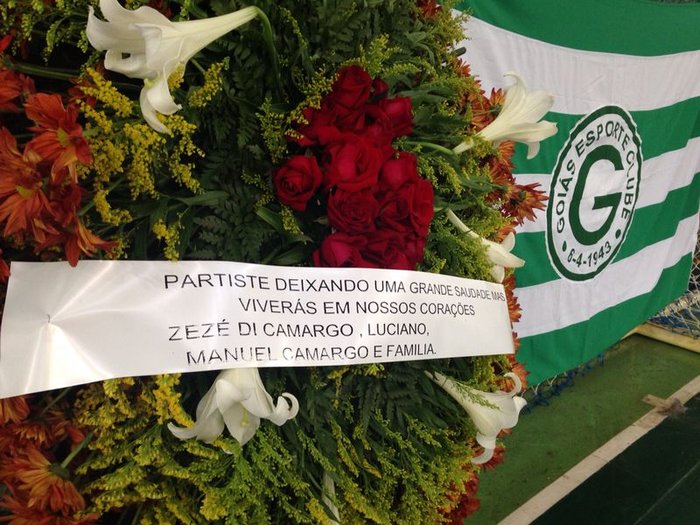 PARTISTE DEIXANDO UMA GRANDE SAUDADE MAS
VIVERÁS EM NOSSOS CORAÇÕES
ZEZÉ DI CAMARGO , LUCIANO,
MANUEL CAMARGO E FAMILIA.
GOIÁS ESPORTE CLUBE
G
6-4-1943